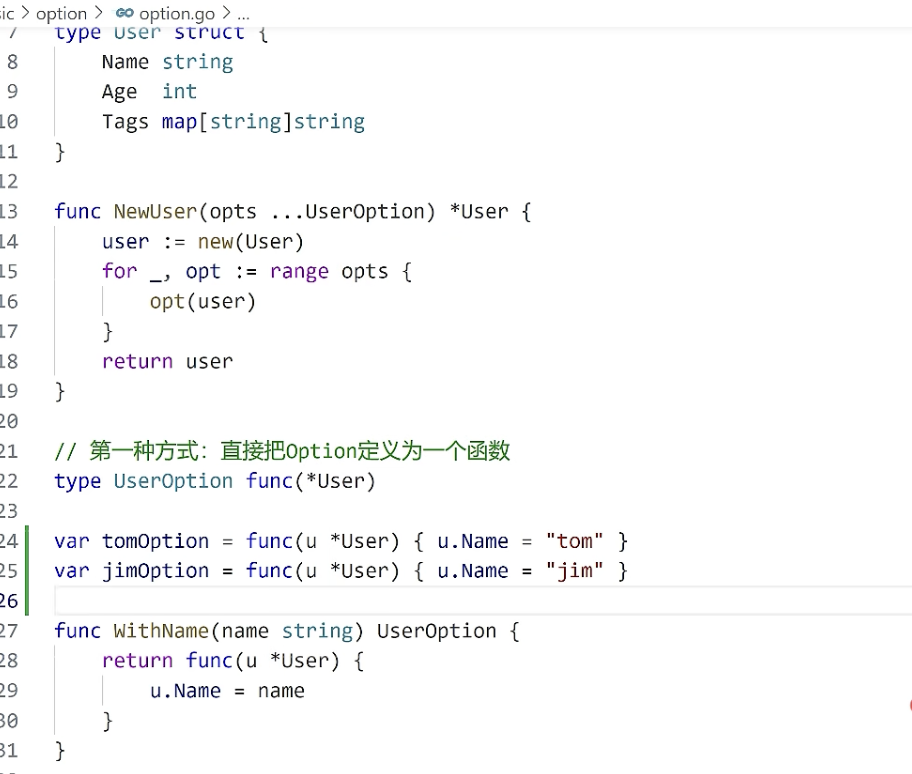 ic > option > GO option.go > ...
7 type User struct {
8 Name string
9 Age int
10 Tags map[string]string
11 }
12
13 func NewUser(opts ...UserOption) *User {
14 user := new(User)
15 for _, opt := range opts {
16 opt(user)
17 }
18 return user
19 }
20
21 // 第一种方式：直接把Option定义为一个函数
22 type UserOption func(*User)
23
24 var tomOption = func(u *User) { u.Name = "tom" }
25 var jimOption = func(u *User) { u.Name = "jim" }
26
27 func WithName(name string) UserOption {
28 return func(u *User) {
29 u.Name = name
30 }
31 }